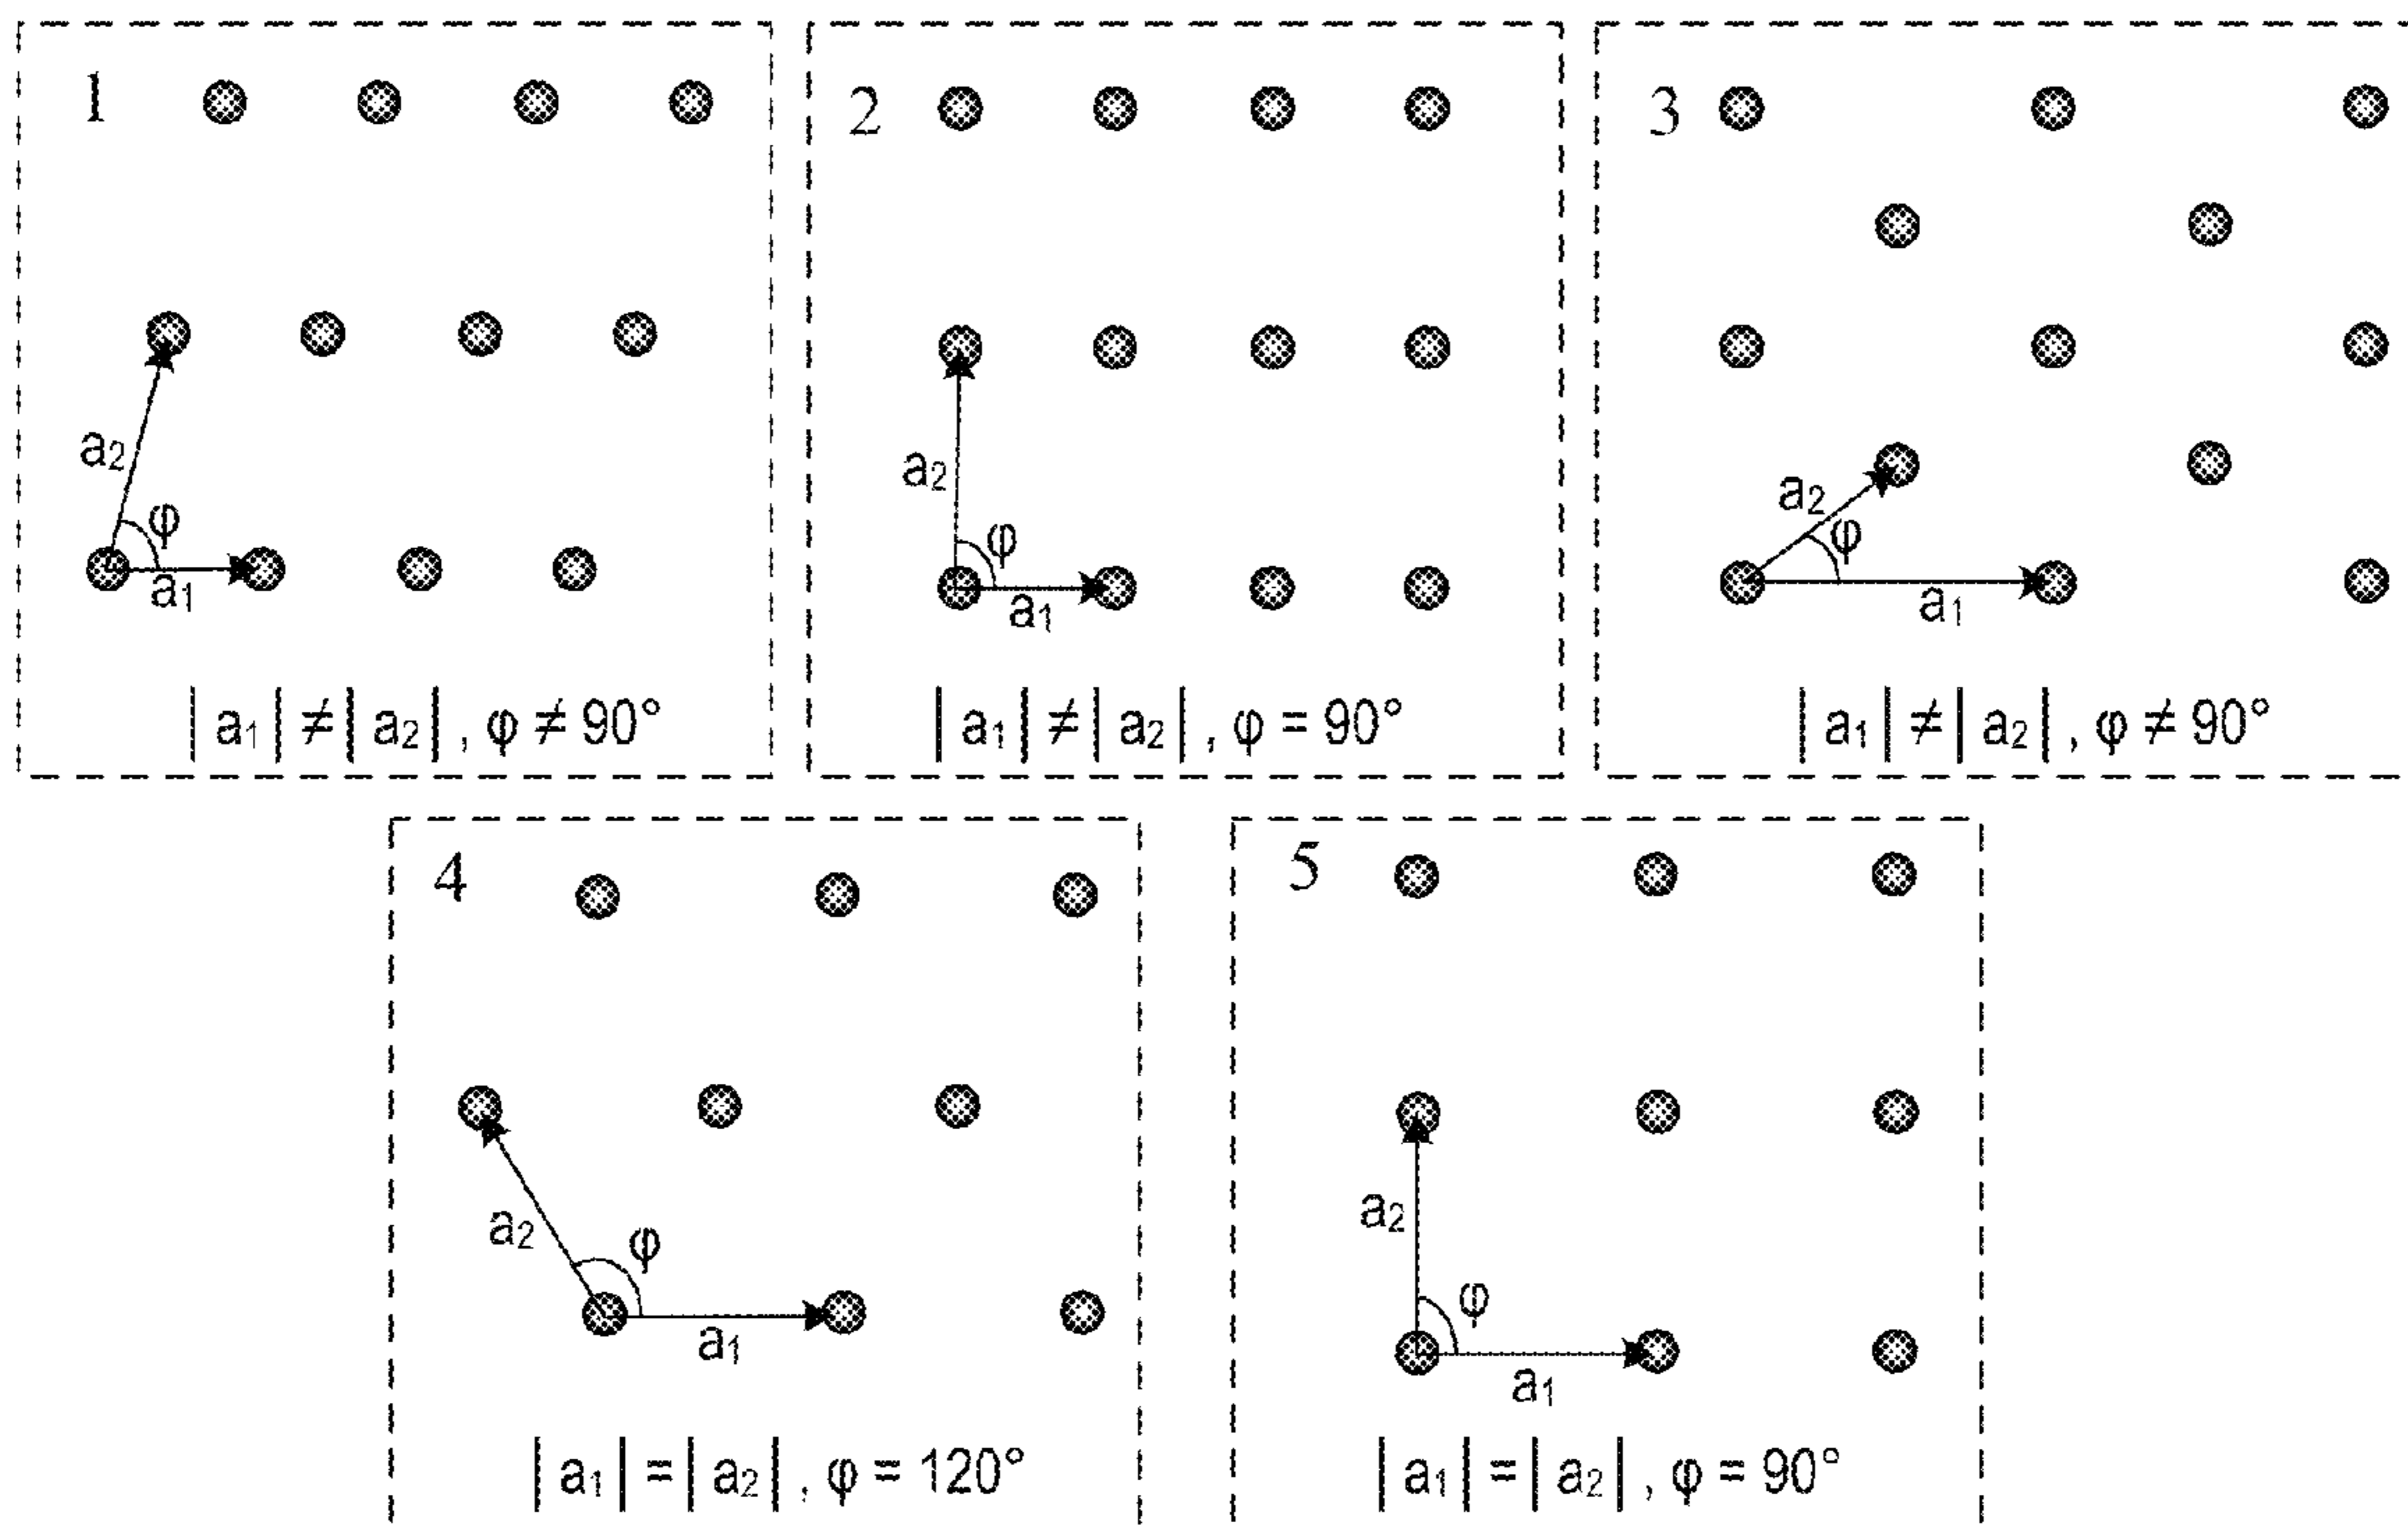 1
a₂
φ
a₁
|a₁| ≠ |a₂| , φ ≠ 90°
2
a₂
φ
a₁
|a₁| ≠ |a₂| , φ = 90°
3
a₂
φ
a₁
|a₁| ≠ |a₂| , φ ≠ 90°
4
a₂
φ
a₁
|a₁| = |a₂| , φ = 120°
5
a₂
φ
a₁
|a₁| = |a₂| , φ = 90°